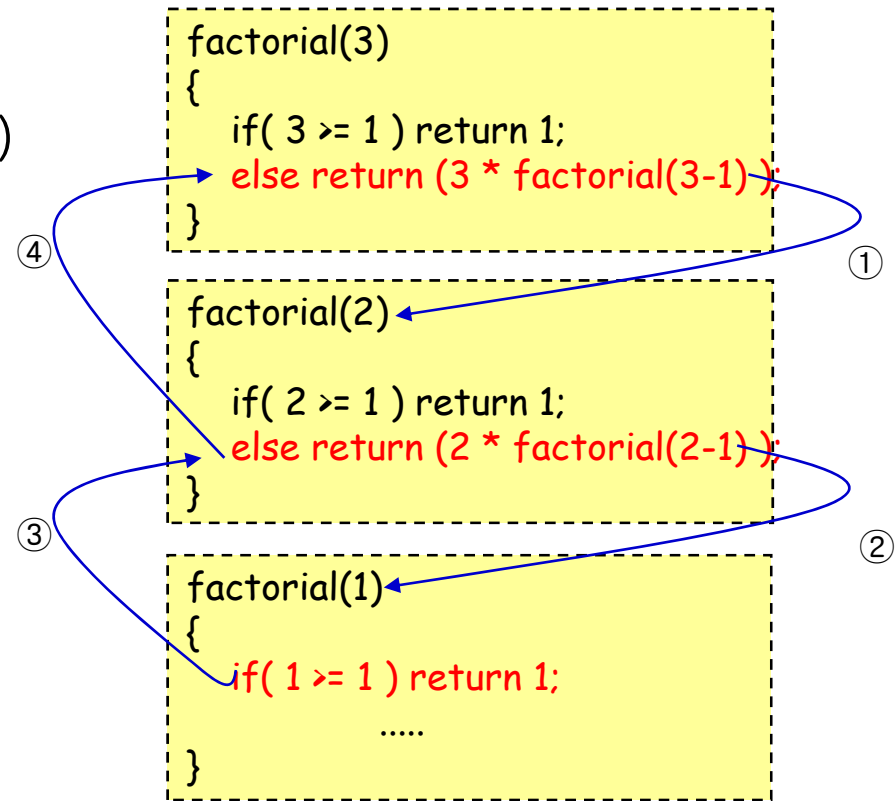 factorial(3)
{
if( 3 >= 1 ) return 1;
)
else return (3 * factorial(3-1) );
}
④
①
factorial(2)
{
if( 2 >= 1 ) return 1;
else return (2 * factorial(2-1) );
}
③
②
factorial(1)
{
if( 1 >= 1 ) return 1;
.....
}